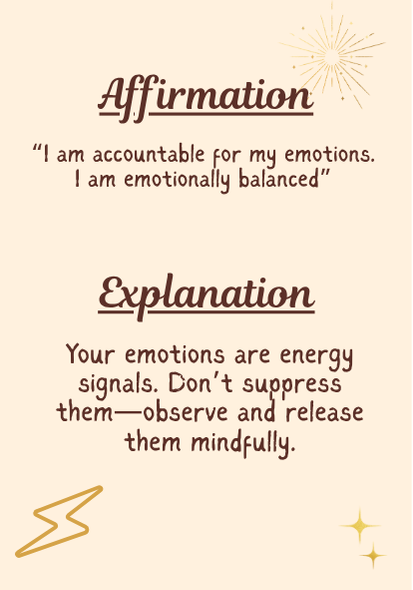 Affirmation
“I am accountable for my emotions.
I am emotionally balanced”
Explanation
Your emotions are energy
signals. Don’t suppress
them—observe and release
them mindfully.